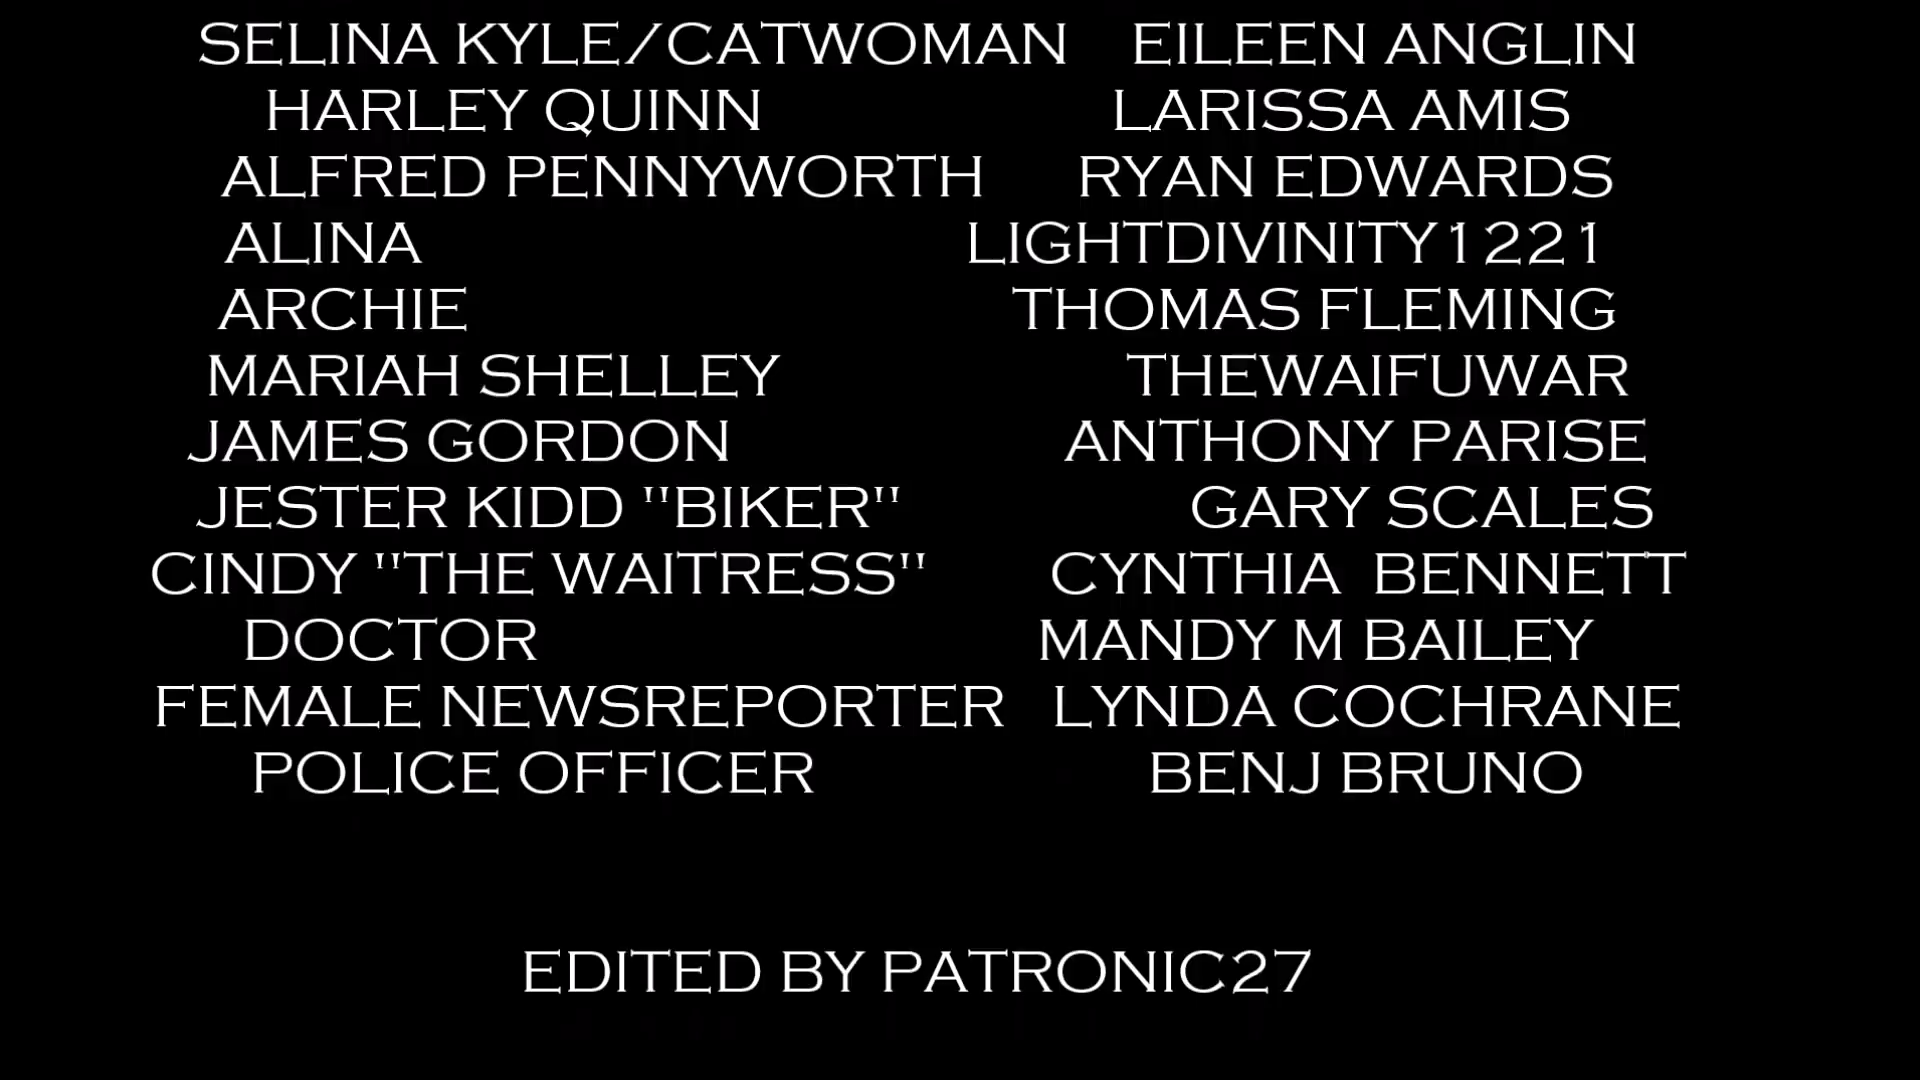 SELINA KYLE/CATWOMAN EILEEN ANGLIN
HARLEY QUINN LARISSA AMIS
ALFRED PENNYWORTH RYAN EDWARDS
ALINA LIGHTDIVINITY1221
ARCHIE THOMAS FLEMING
MARIAH SHELLEY THEWAIFUWAR
JAMES GORDON ANTHONY PARISE
JESTER KIDD "BIKER" GARY SCALES
CINDY "THE WAITRESS" CYNTHIA BENNETT
DOCTOR MANDY M BAILEY
FEMALE NEWSREPORTER LYNDA COCHRANE
POLICE OFFICER BENJ BRUNO
EDITED BY PATRONIC27